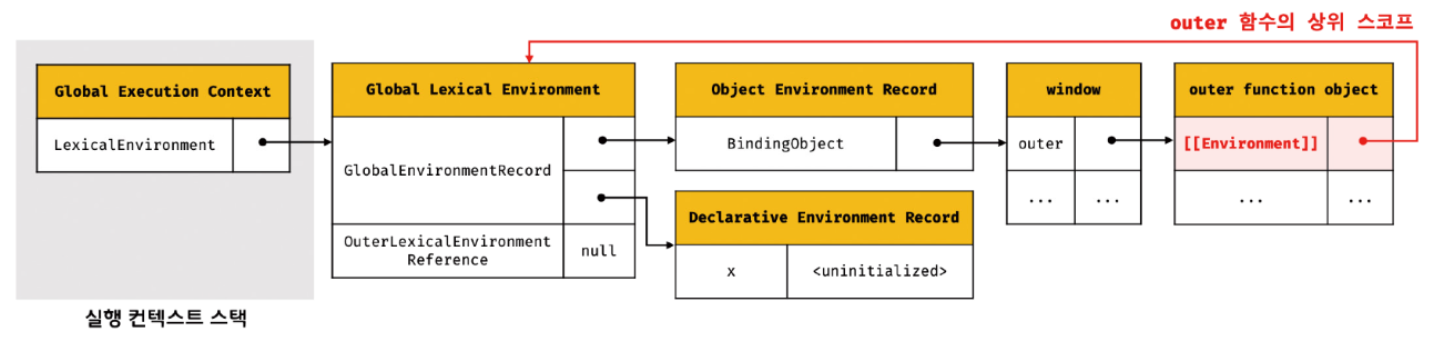 outer 함수의 상위 스코프
Global Execution Context
LexicalEnvironment
실행 컨텍스트 스택
Global Lexical Environment
GlobalEnvironmentRecord
OuterLexicalEnvironment
Reference
null
Object Environment Record
BindingObject
Declarative Environment Record
x
<uninitialized>
window
outer
...
...
outer function object
[[Environment]]
...
...